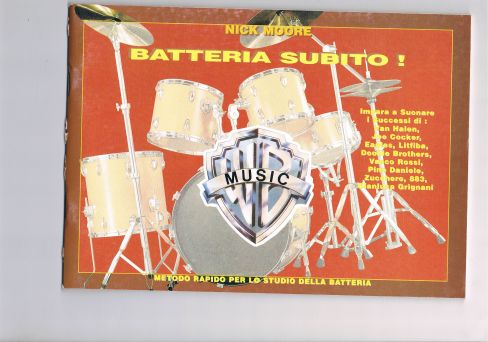 NICK MOORE
BATTERIA SUBITO !
Impara a Suonare
i Successi di :
Van Halen,
Joe Cocker,
Eagles, Litfiba,
Doobie Brothers,
Vasco Rossi,
Pino Daniele,
Zucchero, 883,
Gianluca Grignani
WB
MUSIC
METODO RAPIDO PER LO STUDIO DELLA BATTERIA